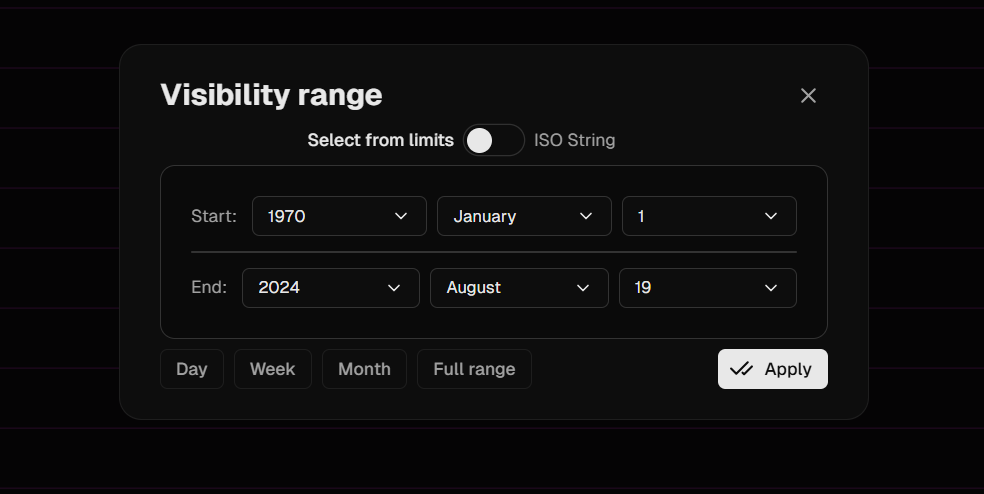 Visibility range
Select from limits ISO String
Start: 1970 January 1
End: 2024 August 19
Day Week Month Full range Apply